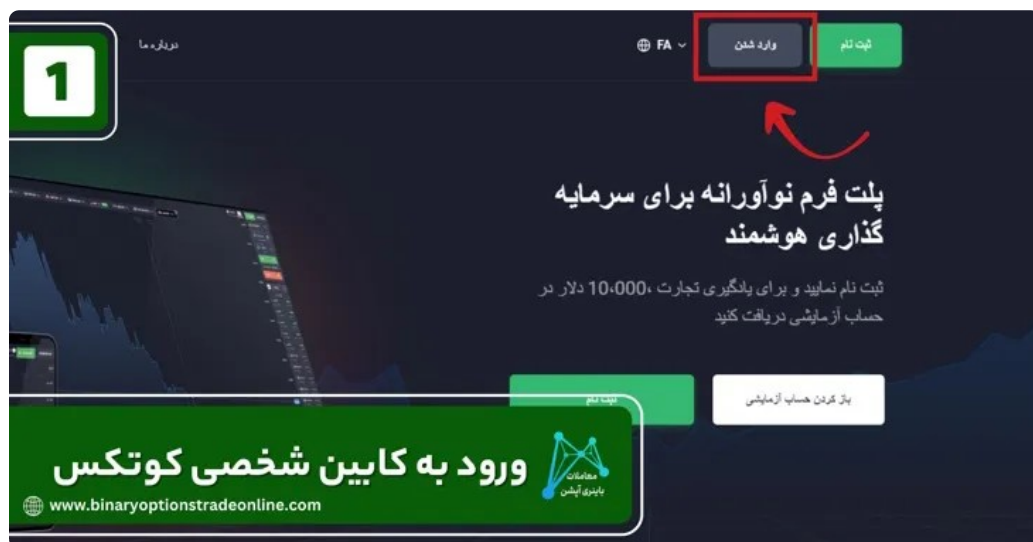 1
درباره ما
FA
وارد شدن
ثبت نام
پلت فرم نوآورانه برای سرمایه
گذاری هوشمند
ثبت نام نمایید و برای یادگیری تجارت ،10،000 دلار در
حساب آزمایشی دریافت کنید
ثبت نام
باز کردن حساب آزمایشی
ورود به کابین شخصی کوتکس
معاملات
باینری آپشن
www.binaryoptionstradeonline.com